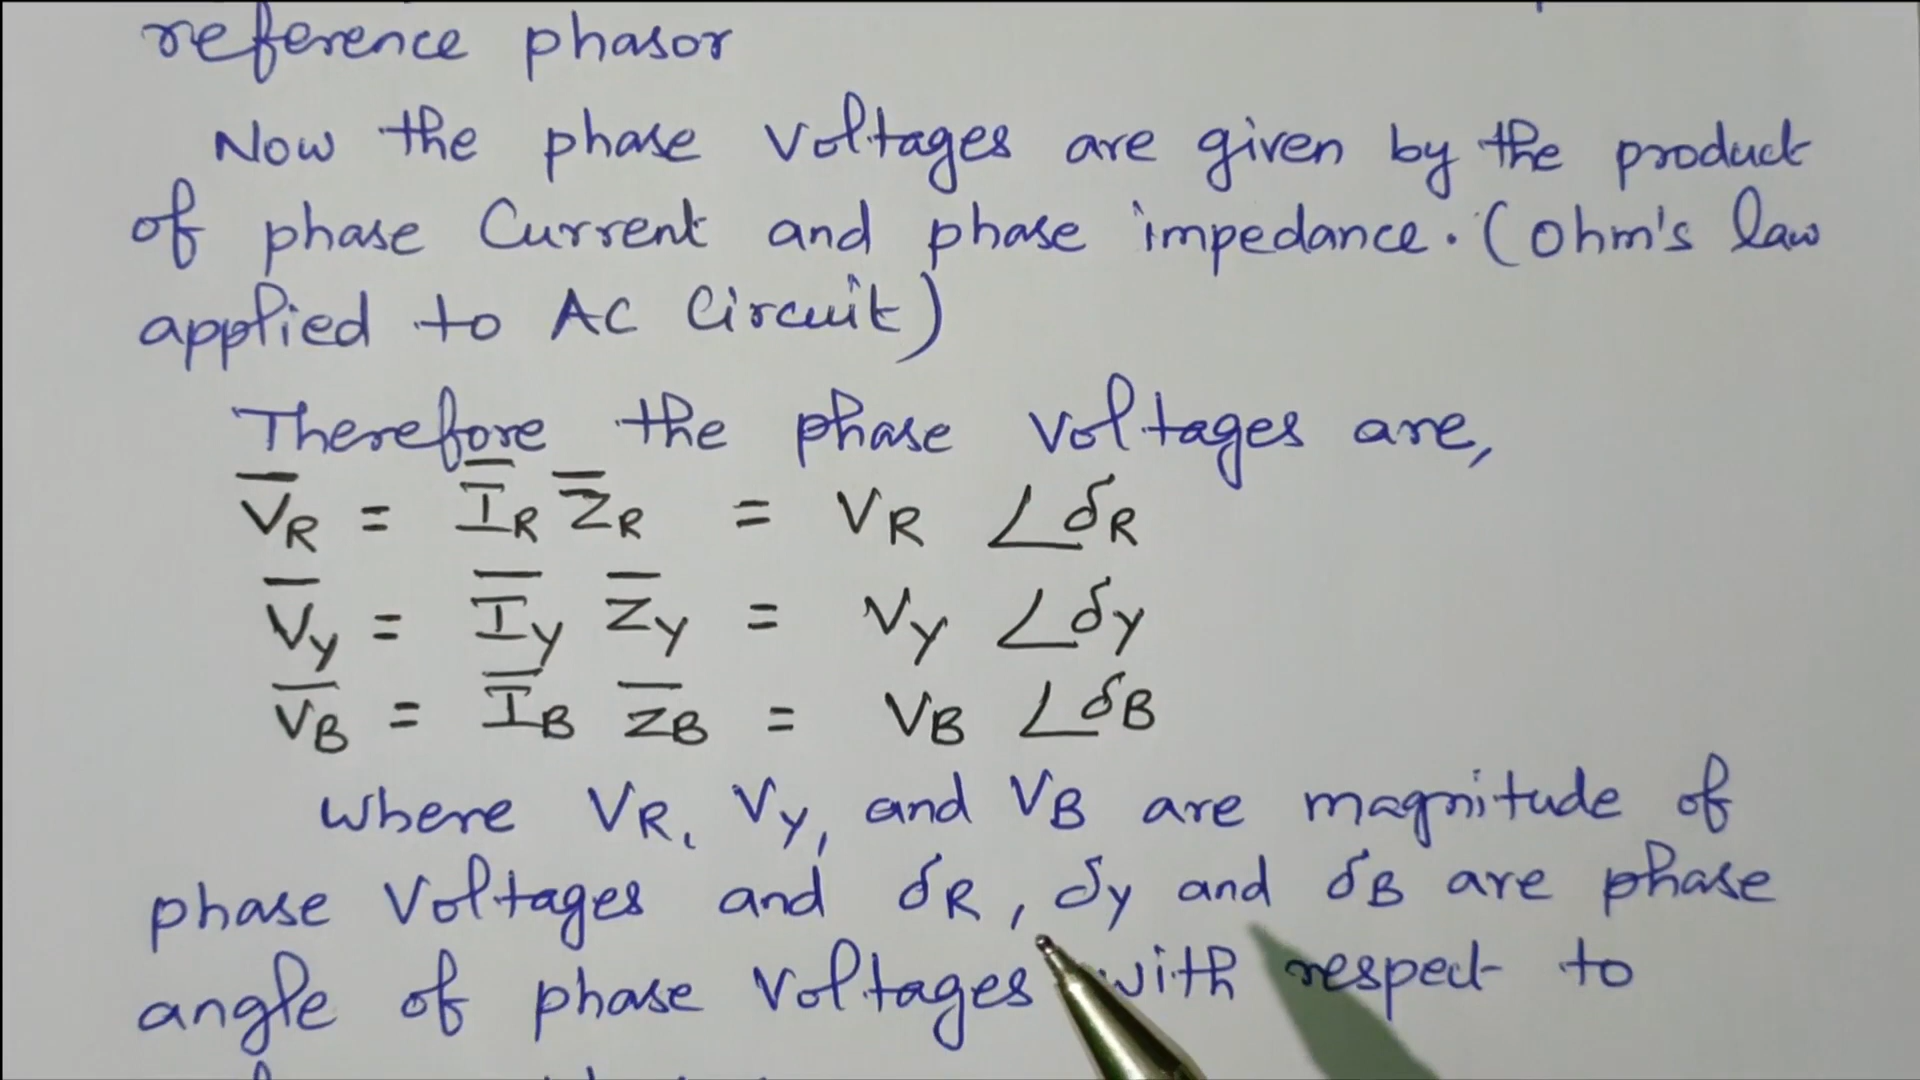 reference phasor
Now the phase voltages are given by the product
of phase Current and phase impedance. (Ohm's law
applied to AC Circuit)
Therefore the phase voltages are,
V̅R = I̅R Z̅R = VR ∠δR
V̅y = I̅y Z̅y = Vy ∠δy
V̅B = I̅B Z̅B = VB ∠δB
where VR, Vy, and VB are magnitude of
phase voltages and δR, δy and δB are phase
angle of phase voltages with respect to